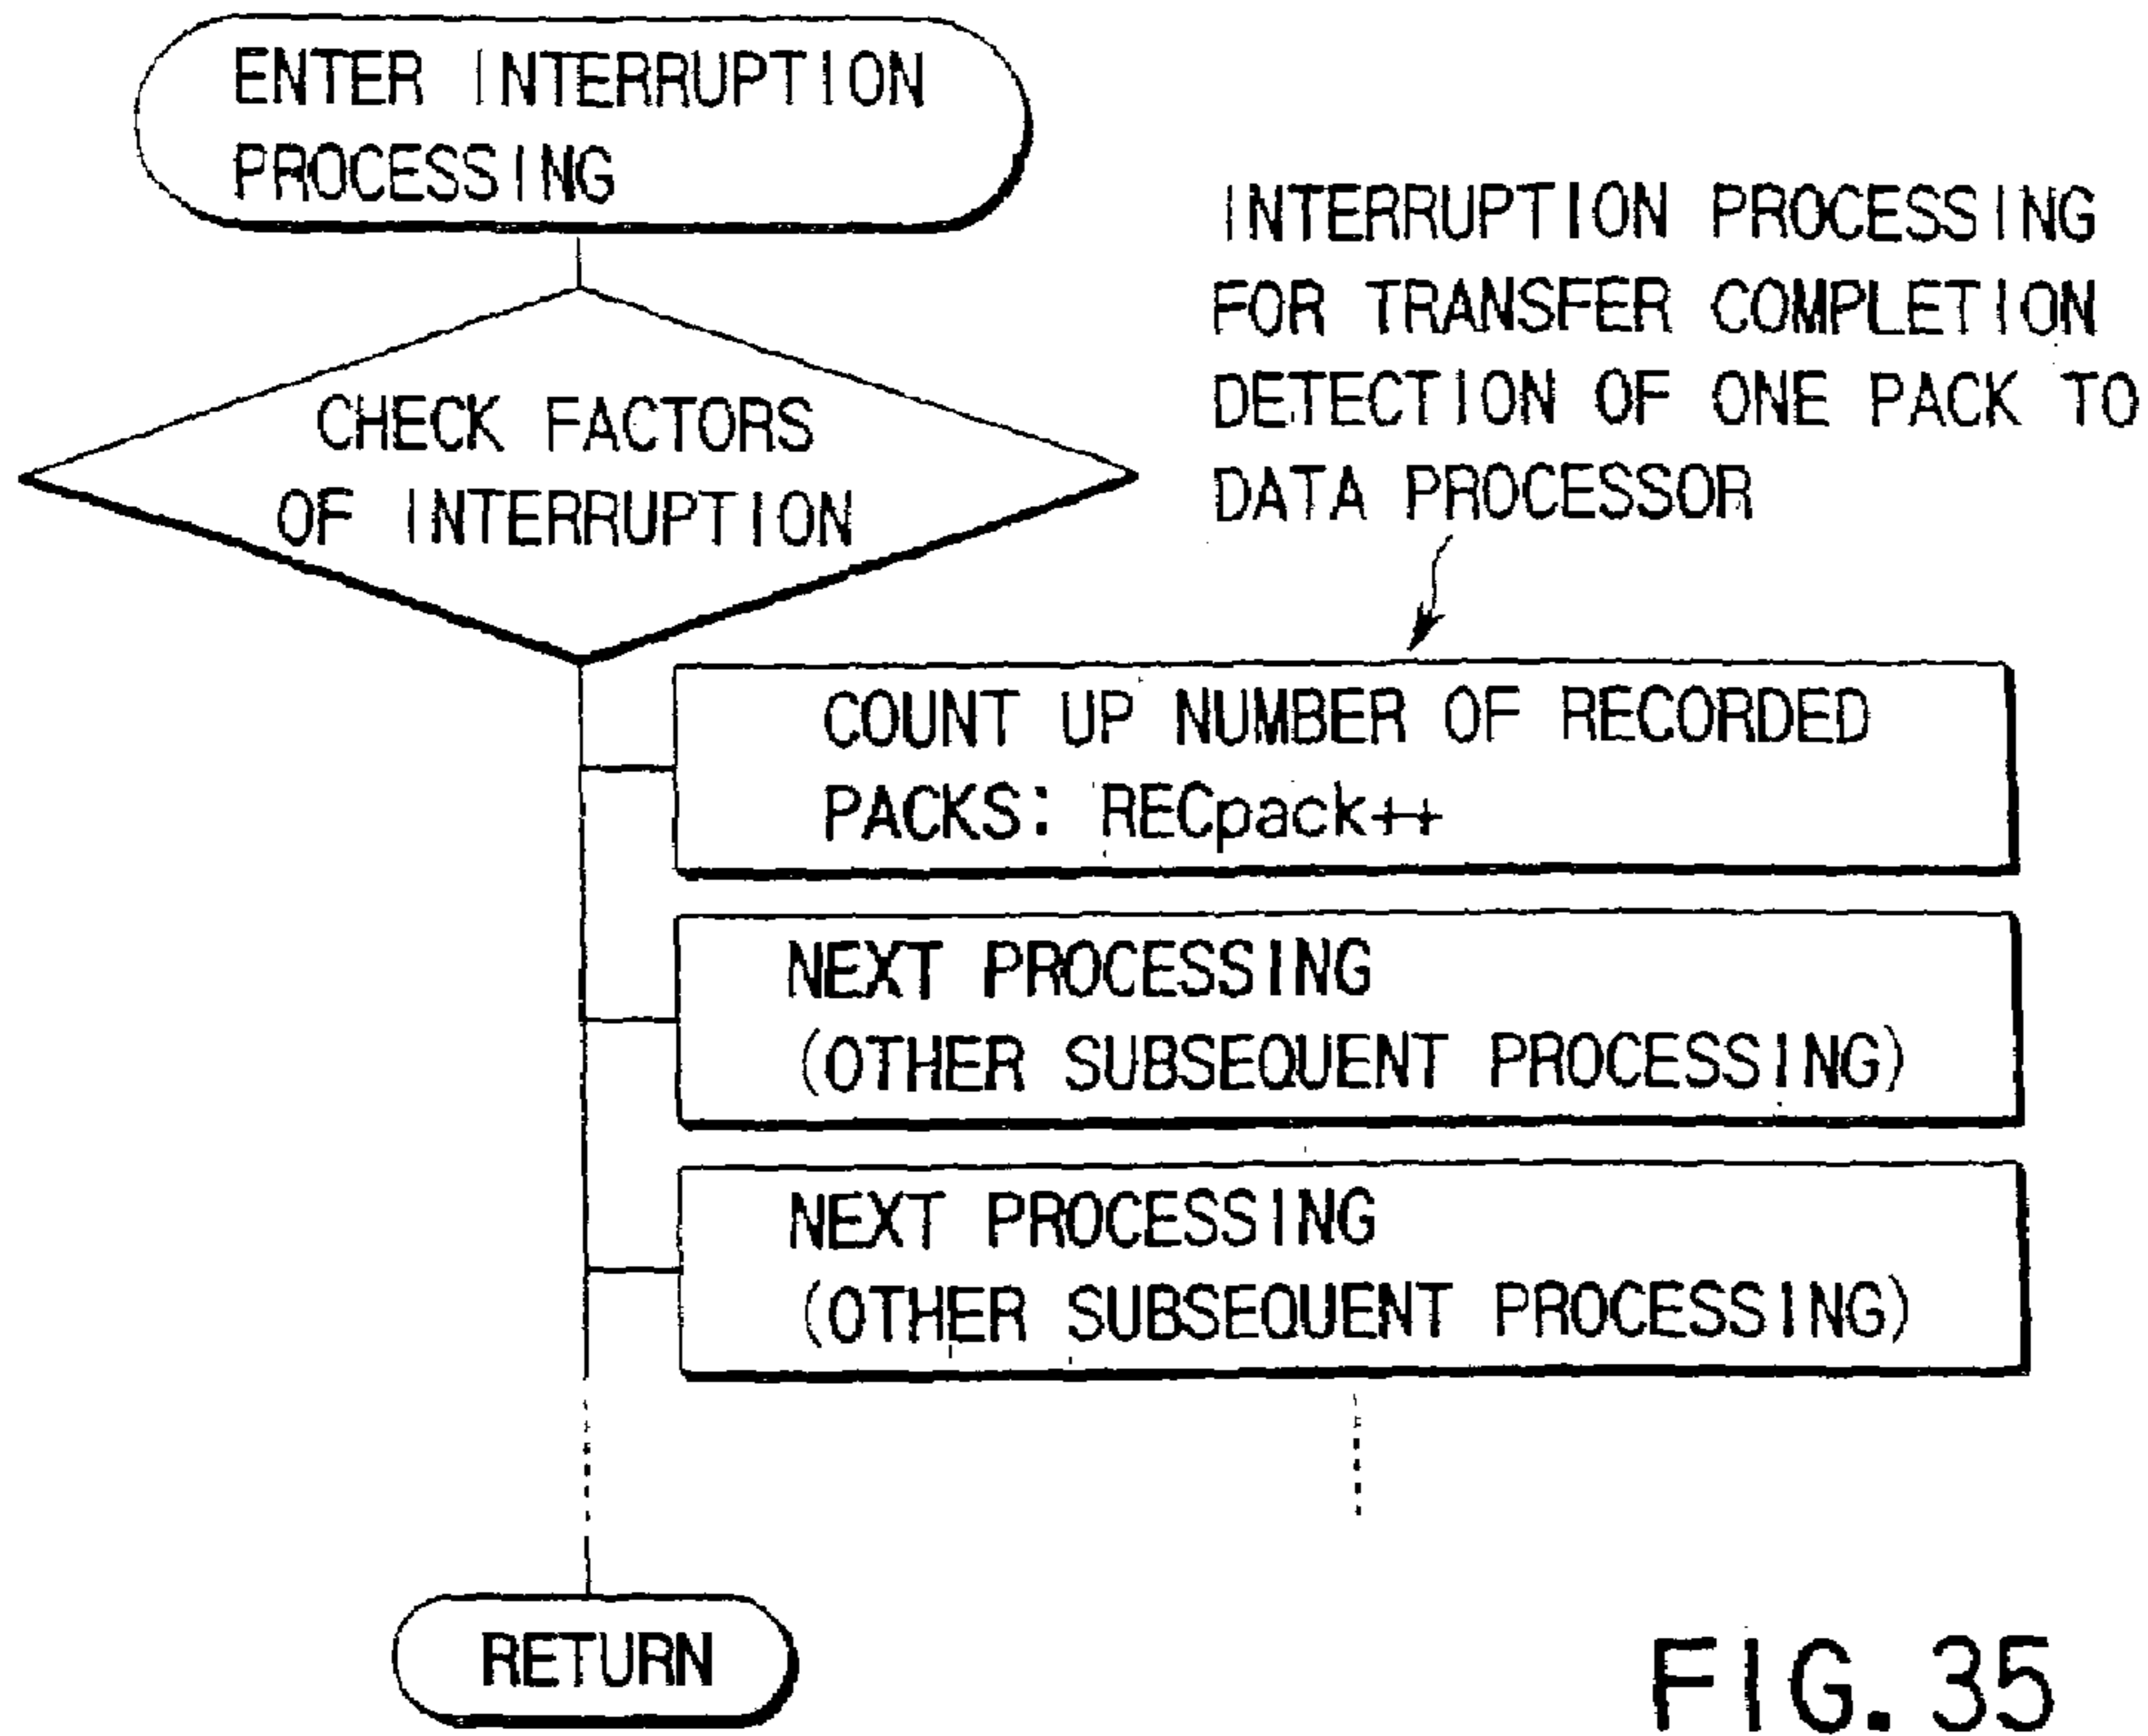 ENTER INTERRUPTION
PROCESSING
INTERRUPTION PROCESSING
FOR TRANSFER COMPLETION
DETECTION OF ONE PACK TO
DATA PROCESSOR
CHECK FACTORS
OF INTERRUPTION
COUNT UP NUMBER OF RECORDED
PACKS: RECpack++
NEXT PROCESSING
(OTHER SUBSEQUENT PROCESSING)
NEXT PROCESSING
(OTHER SUBSEQUENT PROCESSING)
RETURN
FIG. 35